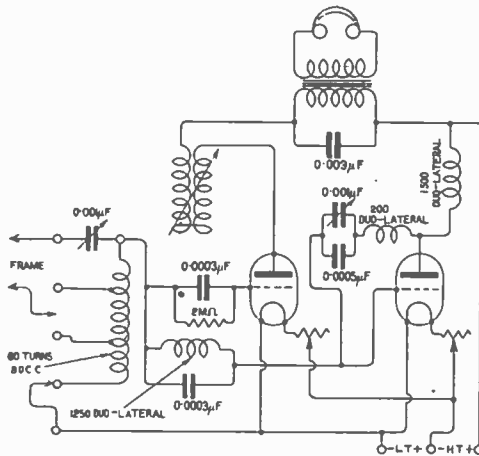 0.003µF
1500
DUO-LATERAL
0.001µF
200
DUO-LATERAL
0.001µF
0.0005µF
FRAME
0.0003µF
2MΩ
80 TURNS
8 D C C
1250 DUO-LATERAL
0.0003µF
-LT+ -HT+